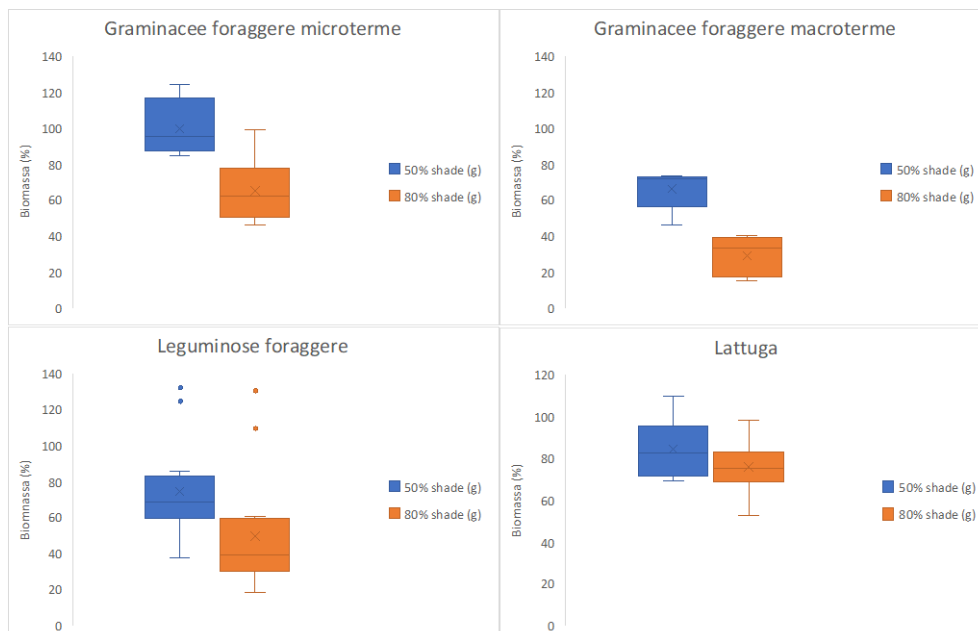 Graminacee foraggere microterme
140
120
100
80
60
40
20
0
Biomassa (%)
50% shade (g)
80% shade (g)
Graminacee foraggere macroterme
140
120
100
80
60
40
20
0
Biomassa (%)
50% shade (g)
80% shade (g)
Leguminose foraggere
140
120
100
80
60
40
20
0
Biomnassa (%)
50% shade (g)
80% shade (g)
Lattuga
120
100
80
60
40
20
0
Biomassa (%)
50% shade (g)
80% shade (g)